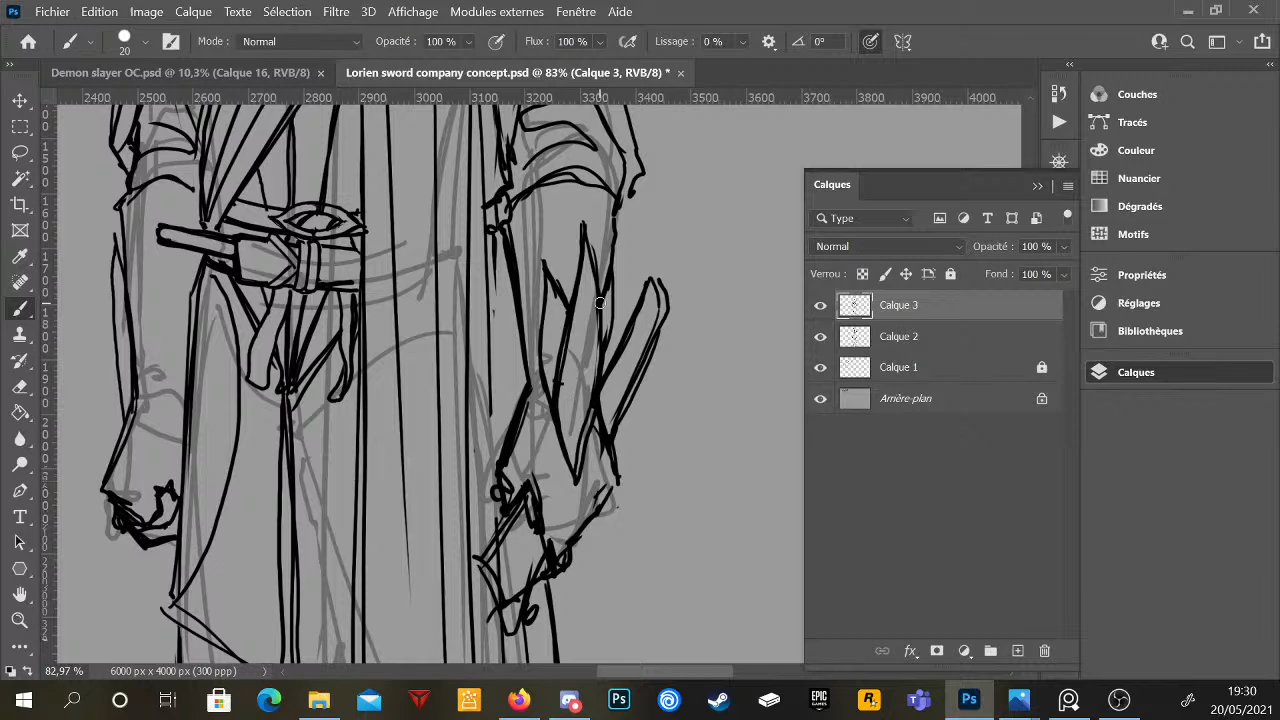 Fichier Edition Image Calque Texte Sélection Filtre 3D Affichage Modules externes Fenêtre Aide
20 Mode : Normal Opacité : 100 % Flux : 100 % Lissage : 0 % 0°
Demon slayer OC.psd @ 10,3% (Calque 16, RVB/8) × Lorien sword company concept.psd @ 83% (Calque 3, RVB/8) * ×
2400 2500 2600 2700 2800 2900 3000 3100 3200 3300 3400 3700 3800 3900 4000
Couches
Tracés
Couleur
Nuancier
Dégradés
Motifs
Propriétés
Réglages
Bibliothèques
Calques
Calques
Type
Normal Opacité : 100 %
Verrou : Fond : 100 %
Calque 3
Calque 2
Calque 1
Arrière-plan
fx
82,97 % 6000 px x 4000 px (300 ppp)
19:30
20/05/2021